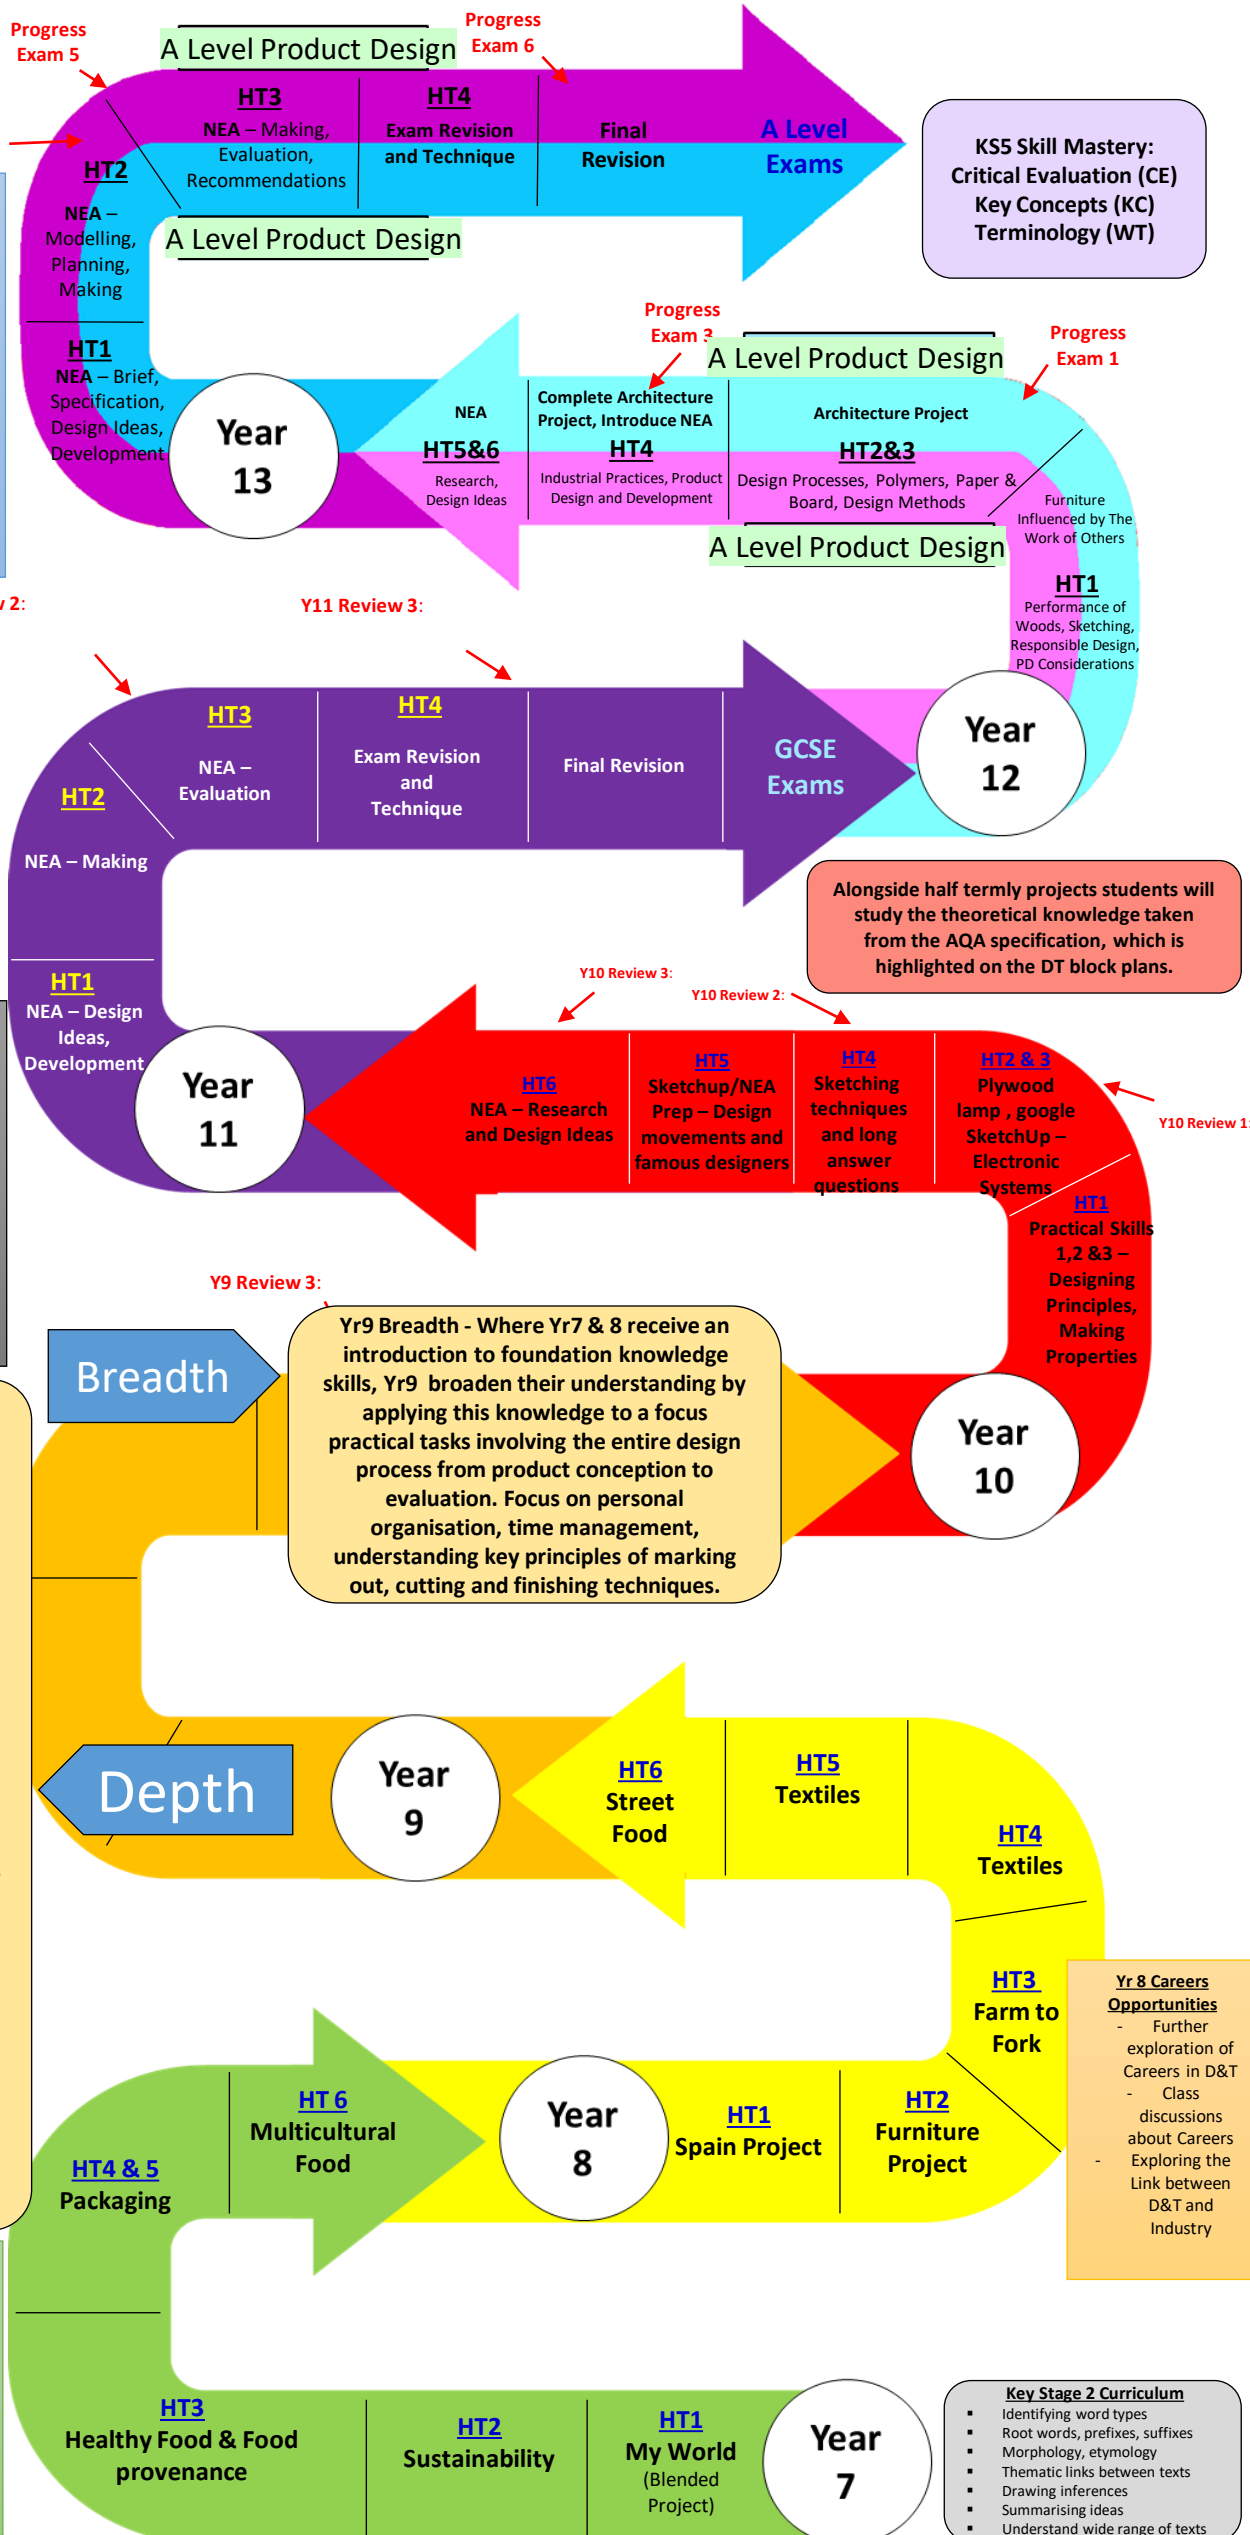 Progress
Exam 5
A Level Product Design
Progress
Exam 6
HT3
NEA – Making,
Evaluation,
Recommendations
HT4
Exam Revision
and Technique
Final
Revision
A Level
Exams
KS5 Skill Mastery:
Critical Evaluation (CE)
Key Concepts (KC)
Terminology (WT)
HT2
NEA –
Modelling,
Planning,
Making
A Level Product Design
HT1
NEA – Brief,
Specification,
Design Ideas,
Development
Year
13
Progress
Exam 3
A Level Product Design
Progress
Exam 1
NEA
HT5&6
Research,
Design Ideas
Complete Architecture
Project, Introduce NEA
HT4
Industrial Practices, Product
Design and Development
Architecture Project
HT2&3
Design Processes, Polymers, Paper &
Board, Design Methods
A Level Product Design
Furniture
Influenced by The
Work of Others
HT1
Performance of
Woods, Sketching,
Responsible Design,
PD Considerations
Year
12
2:
Y11 Review 3:
HT3
NEA –
Evaluation
HT4
Exam Revision
and
Technique
Final Revision
GCSE
Exams
HT2
NEA – Making
HT1
NEA – Design
Ideas,
Development
Year
11
Alongside half termly projects students will
study the theoretical knowledge taken
from the AQA specification, which is
highlighted on the DT block plans.
Y10 Review 3:
Y10 Review 2:
Y10 Review 1:
HT6
NEA – Research
and Design Ideas
HT5
Sketchup/NEA
Prep – Design
movements and
famous designers
HT4
Sketching
techniques
and long
answer
questions
HT2 & 3
Plywood
lamp , google
SketchUp –
Electronic
Systems
HT1
Practical Skills
1,2 &3 –
Designing
Principles,
Making
Properties
Year
10
Y9 Review 3:
Breadth
Yr9 Breadth - Where Yr7 & 8 receive an
introduction to foundation knowledge
skills, Yr9 broaden their understanding by
applying this knowledge to a focus
practical tasks involving the entire design
process from product conception to
evaluation. Focus on personal
organisation, time management,
understanding key principles of marking
out, cutting and finishing techniques.
Depth
Year
9
HT6
Street
Food
HT5
Textiles
HT4
Textiles
HT3
Farm to
Fork
Yr 8 Careers
Opportunities
- Further
exploration of
Careers in D&T
- Class
discussions
about Careers
- Exploring the
Link between
D&T and
Industry
HT2
Furniture
Project
HT1
Spain Project
Year
8
HT 6
Multicultural
Food
HT4 & 5
Packaging
HT3
Healthy Food & Food
provenance
HT2
Sustainability
HT1
My World
(Blended
Project)
Year
7
Key Stage 2 Curriculum
▪ Identifying word types
▪ Root words, prefixes, suffixes
▪ Morphology, etymology
▪ Thematic links between texts
▪ Drawing inferences
▪ Summarising ideas
▪ Understand wide range of texts